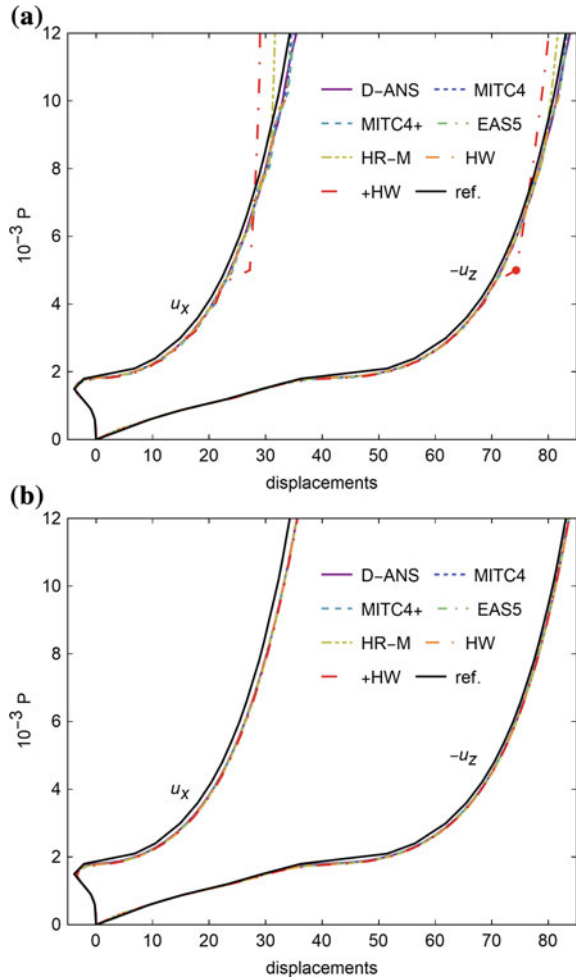 (a)
12
10
8
6
4
2
0
10⁻³ P
D−ANS MITC4
MITC4+ EAS5
HR−M HW
+HW ref.
uₓ
−u_z
0 10 20 30 40 50 60 70 80
displacements
(b)
12
10
8
6
4
2
0
10⁻³ P
D−ANS MITC4
MITC4+ EAS5
HR−M HW
+HW ref.
−u_z
uₓ
0 10 20 30 40 50 60 70 80
displacements